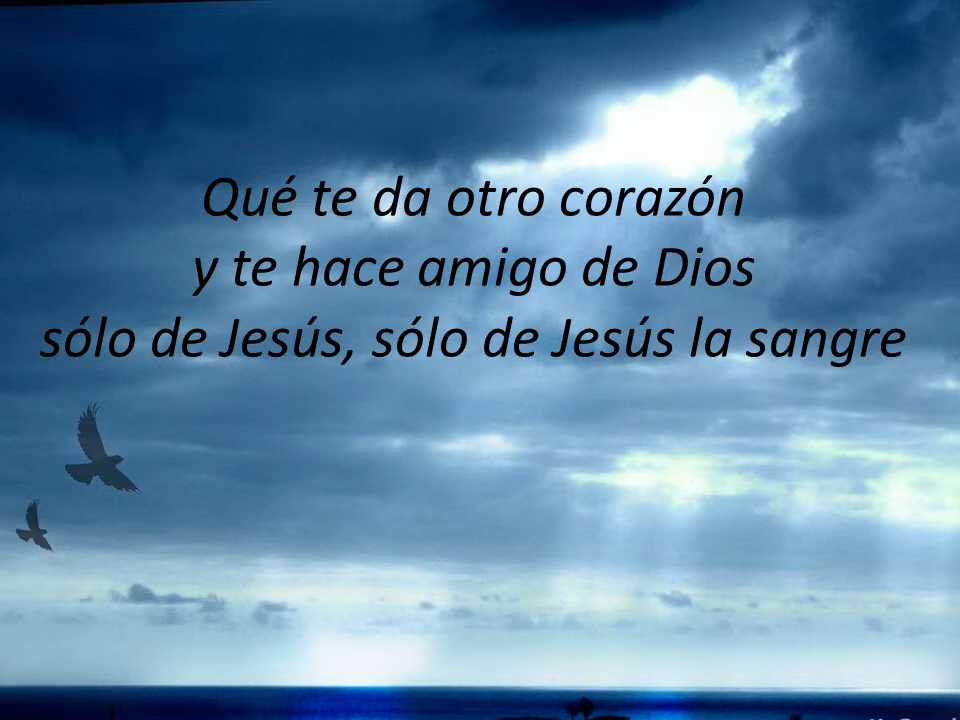 Qué te da otro corazón
y te hace amigo de Dios
sólo de Jesús, sólo de Jesús la sangre